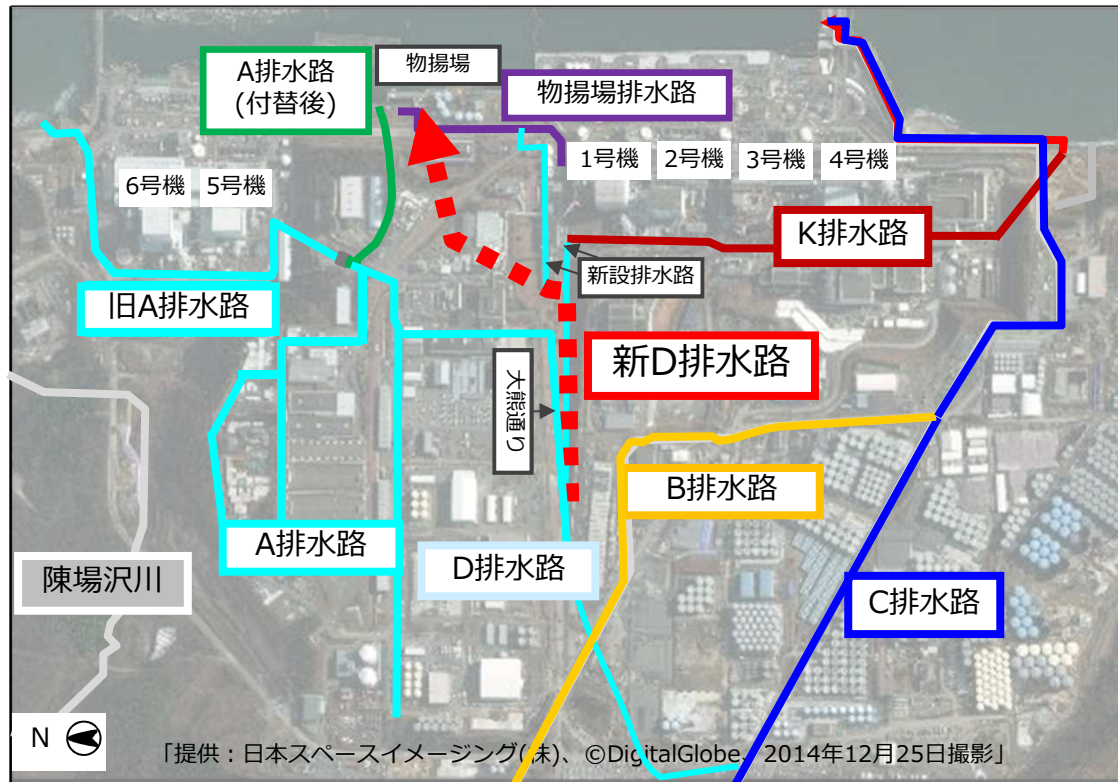 A排水路
(付替後)
物揚場
物揚場排水路
6号機
5号機
1号機
2号機
3号機
4号機
K排水路
新設排水路
旧A排水路
新D排水路
大熊通り
B排水路
A排水路
D排水路
陳場沢川
C排水路
N
「提供：日本スペースイメージング(株)、©DigitalGlobe、2014年12月25日撮影」